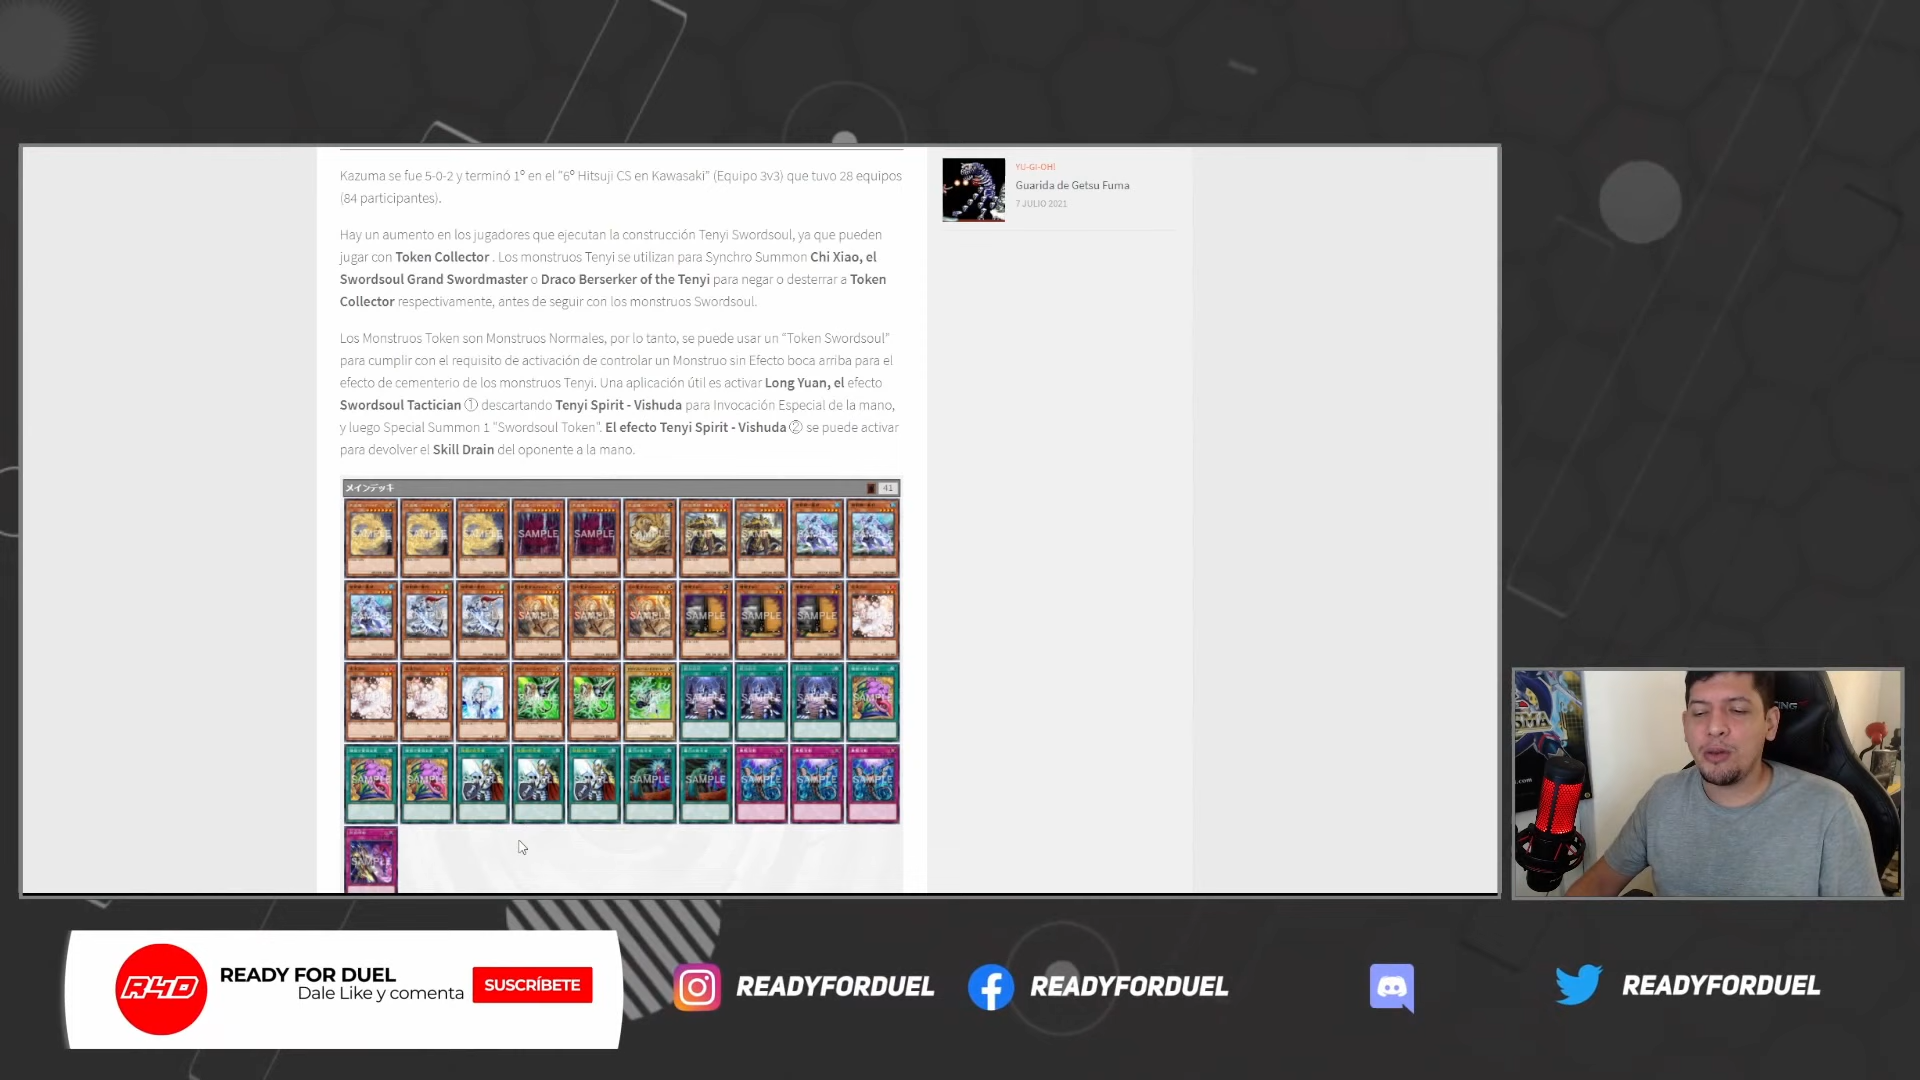 Kazuma se fue 5-0-2 y terminó 1º en el "6º Hitsuji CS en Kawasaki" (Equipo 3v3) que tuvo 28 equipos
(84 participantes).
Hay un aumento en los jugadores que ejecutan la construcción Tenyi Swordsoul, ya que pueden
jugar con Token Collector . Los monstruos Tenyi se utilizan para Synchro Summon Chi Xiao, el
Swordsoul Grand Swordmaster o Draco Berserker of the Tenyi para negar o desterrar a Token
Collector respectivamente, antes de seguir con los monstruos Swordsoul.
Los Monstruos Token son Monstruos Normales, por lo tanto, se puede usar un "Token Swordsoul"
para cumplir con el requisito de activación de controlar un Monstruo sin Efecto boca arriba para el
efecto de cementerio de los monstruos Tenyi. Una aplicación útil es activar Long Yuan, el efecto
Swordsoul Tactician ① descartando Tenyi Spirit - Vishuda para Invocación Especial de la mano,
y luego Special Summon 1 "Swordsoul Token". El efecto Tenyi Spirit - Vishuda ② se puede activar
para devolver el Skill Drain del oponente a la mano.
メインデッキ
41
YU-GI-OH!
Guarida de Getsu Fuma
7 JULIO 2021
R4D
READY FOR DUEL
Dale Like y comenta
SUSCRÍBETE
READYFORDUEL
READYFORDUEL
READYFORDUEL